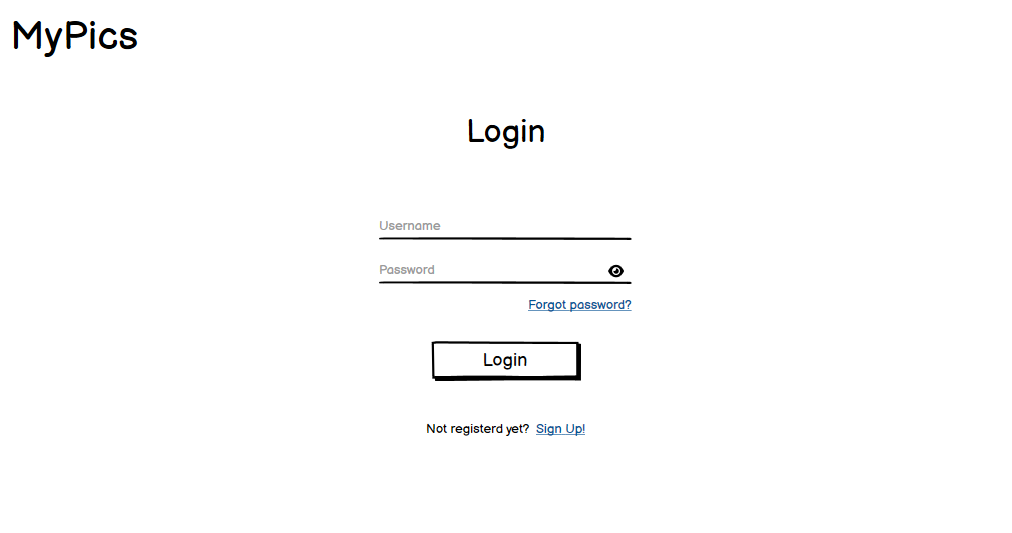 MyPics
Login
Username
Password
Forgot password?
Login
Not registerd yet? Sign Up!